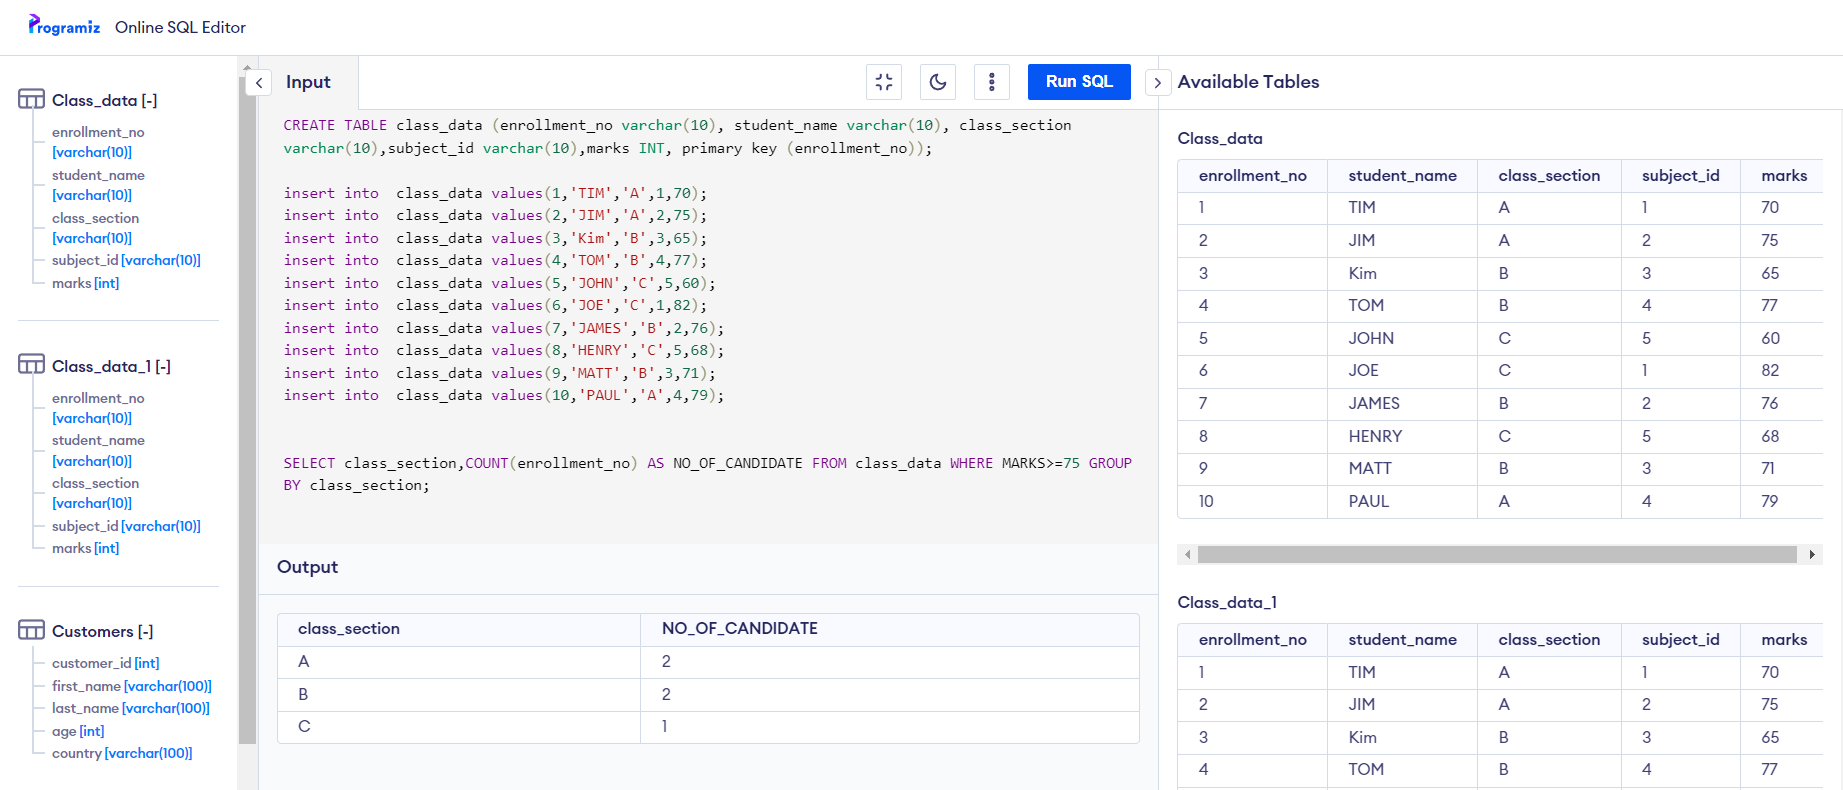 Programiz Online SQL Editor
Class_data [-]
enrollment_no
[varchar(10)]
student_name
[varchar(10)]
class_section
[varchar(10)]
subject_id [varchar(10)]
marks [int]
Class_data_1 [-]
enrollment_no
[varchar(10)]
student_name
[varchar(10)]
class_section
[varchar(10)]
subject_id [varchar(10)]
marks [int]
Customers [-]
customer_id [int]
first_name [varchar(100)]
last_name [varchar(100)]
age [int]
country [varchar(100)]
Input
Run SQL
CREATE TABLE class_data (enrollment_no varchar(10), student_name varchar(10), class_section
varchar(10),subject_id varchar(10),marks INT, primary key (enrollment_no));
insert into  class_data values(1,'TIM','A',1,70);
insert into  class_data values(2,'JIM','A',2,75);
insert into  class_data values(3,'Kim','B',3,65);
insert into  class_data values(4,'TOM','B',4,77);
insert into  class_data values(5,'JOHN','C',5,60);
insert into  class_data values(6,'JOE','C',1,82);
insert into  class_data values(7,'JAMES','B',2,76);
insert into  class_data values(8,'HENRY','C',5,68);
insert into  class_data values(9,'MATT','B',3,71);
insert into  class_data values(10,'PAUL','A',4,79);
SELECT class_section,COUNT(enrollment_no) AS NO_OF_CANDIDATE FROM class_data WHERE MARKS>=75 GROUP
BY class_section;
Output
class_section NO_OF_CANDIDATE
A 2
B 2
C 1
Available Tables
Class_data
enrollment_no student_name class_section subject_id marks
1 TIM A 1 70
2 JIM A 2 75
3 Kim B 3 65
4 TOM B 4 77
5 JOHN C 5 60
6 JOE C 1 82
7 JAMES B 2 76
8 HENRY C 5 68
9 MATT B 3 71
10 PAUL A 4 79
Class_data_1
enrollment_no student_name class_section subject_id marks
1 TIM A 1 70
2 JIM A 2 75
3 Kim B 3 65
4 TOM B 4 77